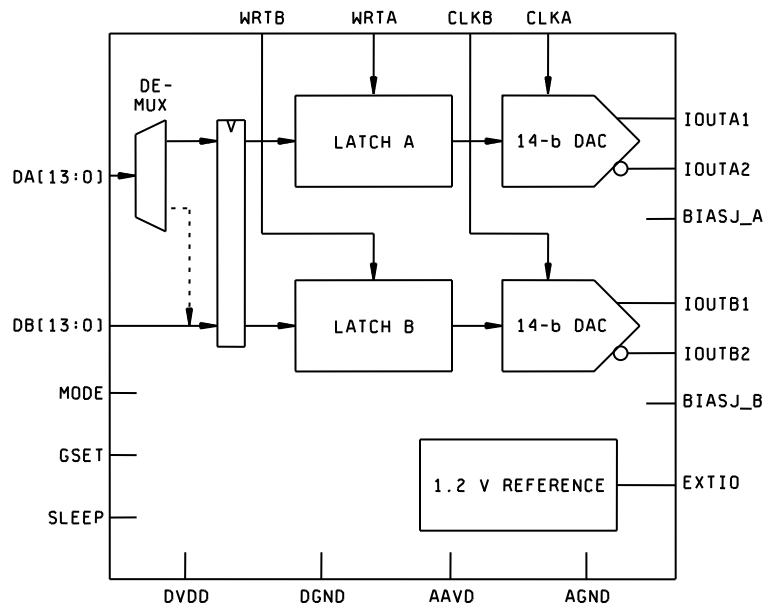 WRTB WRTA CLKB CLKA
DE-
MUX
V
DA[13:0]
LATCH A
14-b DAC
IOUTA1
IOUTA2
BIASJ_A
DB[13:0]
LATCH B
14-b DAC
IOUTB1
IOUTB2
BIASJ_B
MODE
GSET
SLEEP
1.2 V REFERENCE
EXTIO
DVDD DGND AAVD AGND